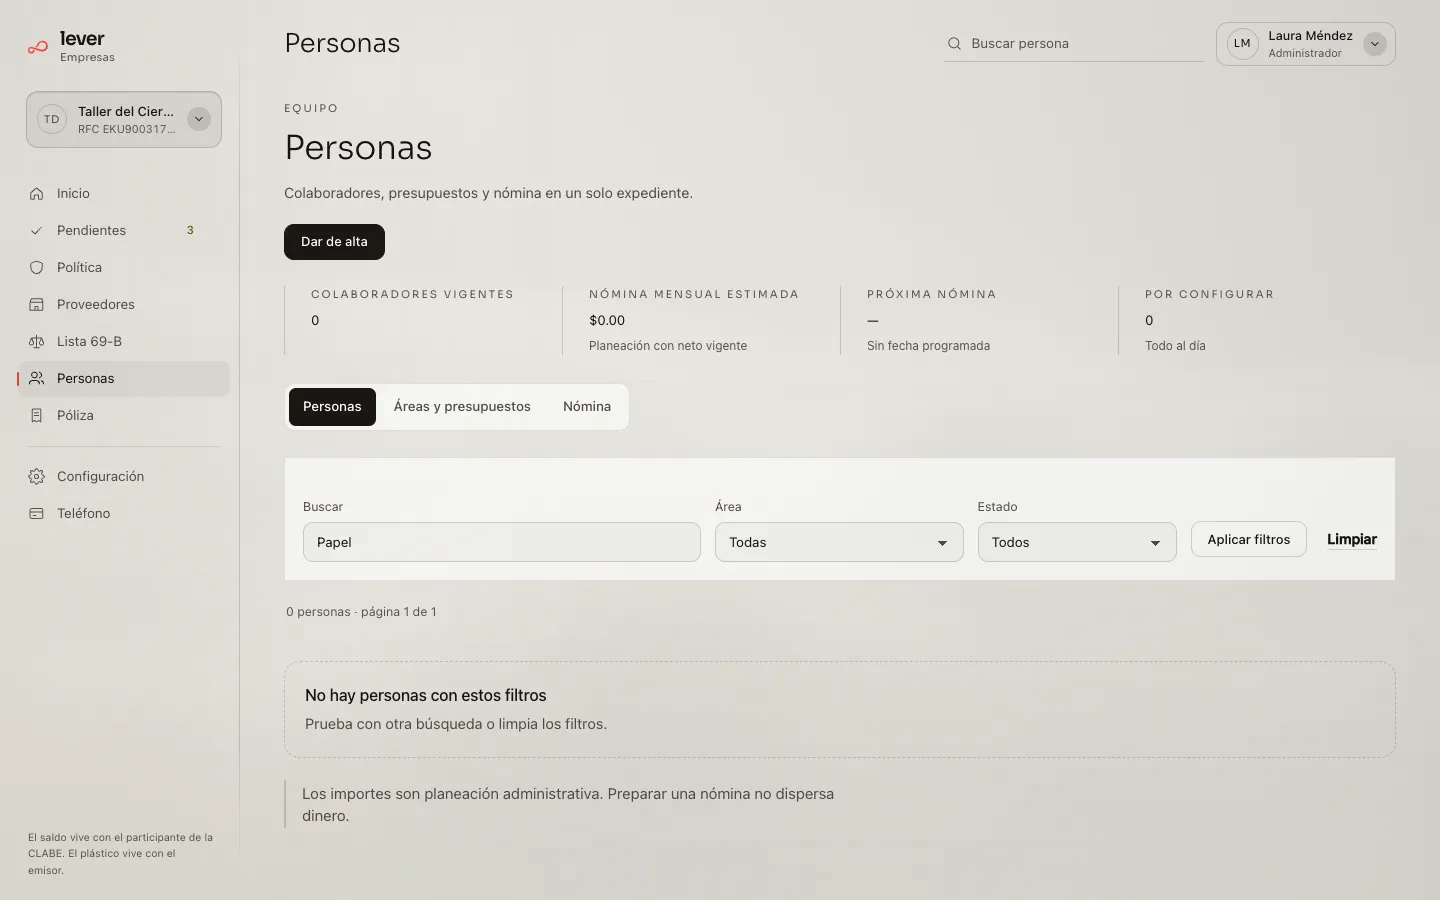 lever
Empresas
TD
Taller del Cier...
RFC EKU900317...
Inicio
Pendientes
3
Política
Proveedores
Lista 69-B
Personas
Póliza
Configuración
Teléfono
El saldo vive con el participante de la
CLABE. El plástico vive con el
emisor.
Personas
Buscar persona
LM
Laura Méndez
Administrador
EQUIPO
Personas
Colaboradores, presupuestos y nómina en un solo expediente.
Dar de alta
COLABORADORES VIGENTES
0
NÓMINA MENSUAL ESTIMADA
$0.00
Planeación con neto vigente
PRÓXIMA NÓMINA
—
Sin fecha programada
POR CONFIGURAR
0
Todo al día
Personas
Áreas y presupuestos
Nómina
Buscar
Papel
Área
Todas
Estado
Todos
Aplicar filtros
Limpiar
0 personas · página 1 de 1
No hay personas con estos filtros
Prueba con otra búsqueda o limpia los filtros.
Los importes son planeación administrativa. Preparar una nómina no dispersa
dinero.